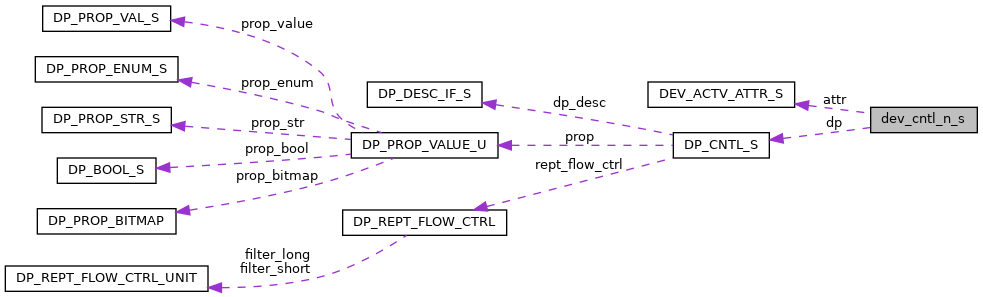 DP_PROP_VAL_S
prop_value
DP_PROP_ENUM_S
prop_enum
DP_DESC_IF_S
DEV_ACTV_ATTR_S
attr
dp_desc
dev_cntl_n_s
DP_PROP_STR_S
prop_str
dp
prop
DP_PROP_VALUE_U
DP_CNTL_S
prop_bool
DP_BOOL_S
rept_flow_ctrl
prop_bitmap
DP_PROP_BITMAP
DP_REPT_FLOW_CTRL
filter_long
filter_short
DP_REPT_FLOW_CTRL_UNIT